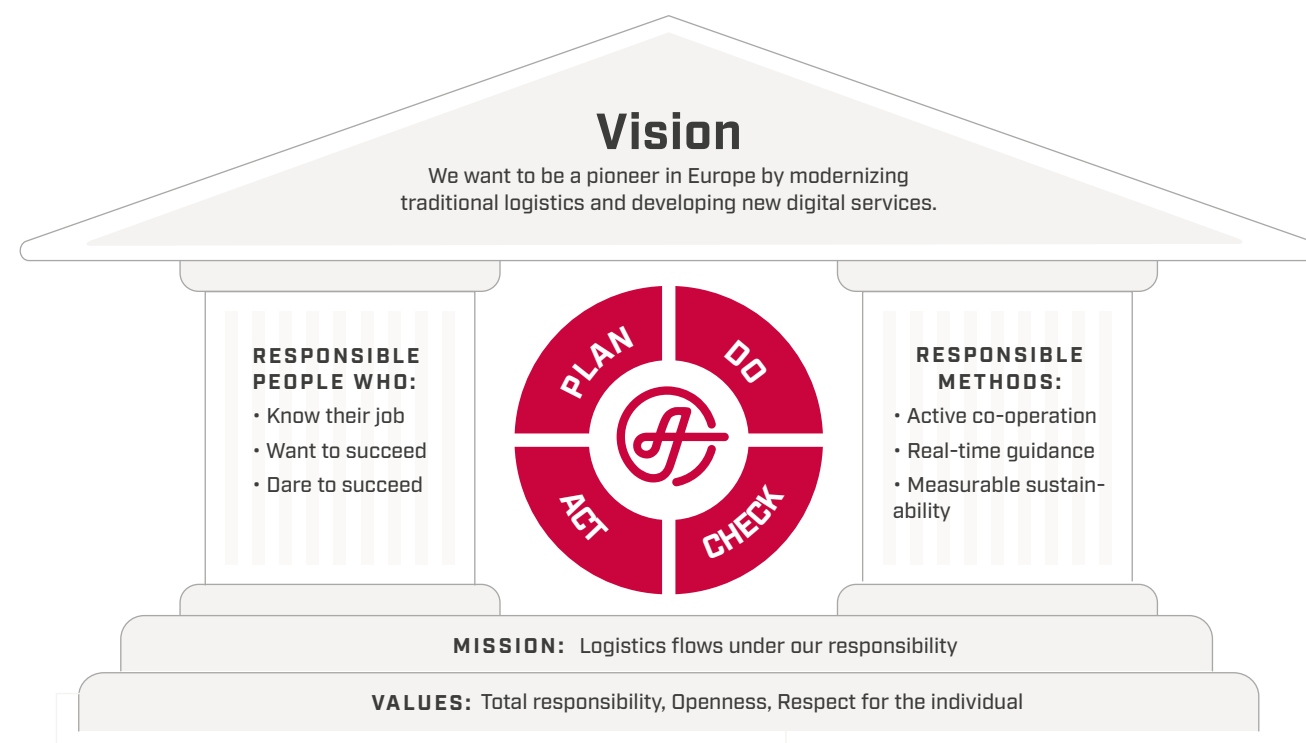 Vision
We want to be a pioneer in Europe by modernizing
traditional logistics and developing new digital services.
RESPONSIBLE
PEOPLE WHO:
• Know their job
• Want to succeed
• Dare to succeed
PLAN
DO
CHECK
ACT
RESPONSIBLE
METHODS:
• Active co-operation
• Real-time guidance
• Measurable sustain-
ability
MISSION: Logistics flows under our responsibility
VALUES: Total responsibility, Openness, Respect for the individual